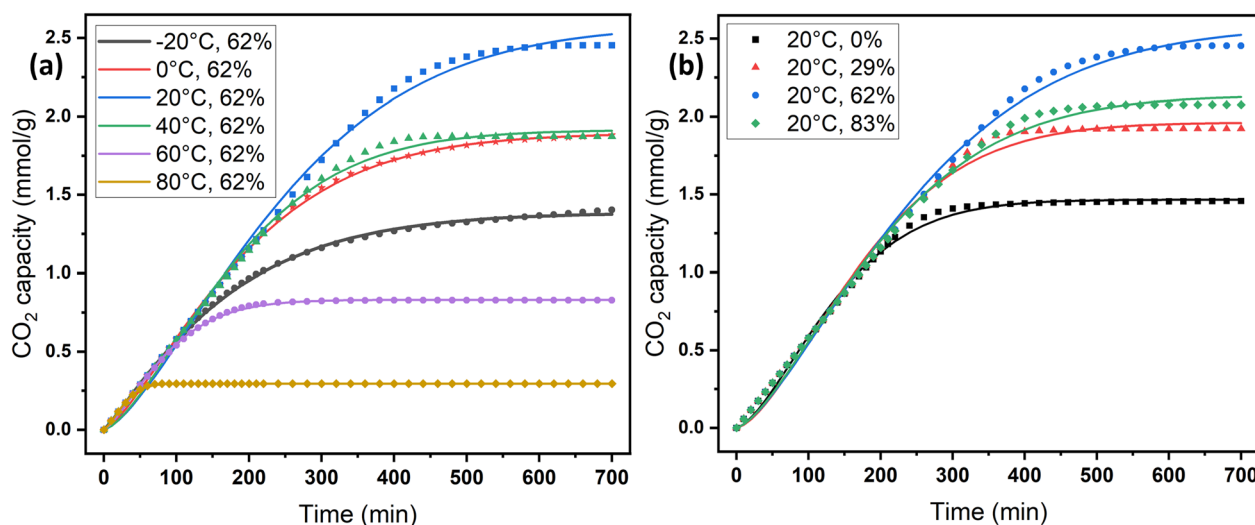 (a)
-20°C, 62%
0°C, 62%
20°C, 62%
40°C, 62%
60°C, 62%
80°C, 62%
CO₂ capacity (mmol/g)
2.5
2.0
1.5
1.0
0.5
0.0
0 100 200 300 400 500 600 700
Time (min)
(b)
20°C, 0%
20°C, 29%
20°C, 62%
20°C, 83%
CO₂ capacity (mmol/g)
2.5
2.0
1.5
1.0
0.5
0.0
0 100 200 300 400 500 600 700
Time (min)